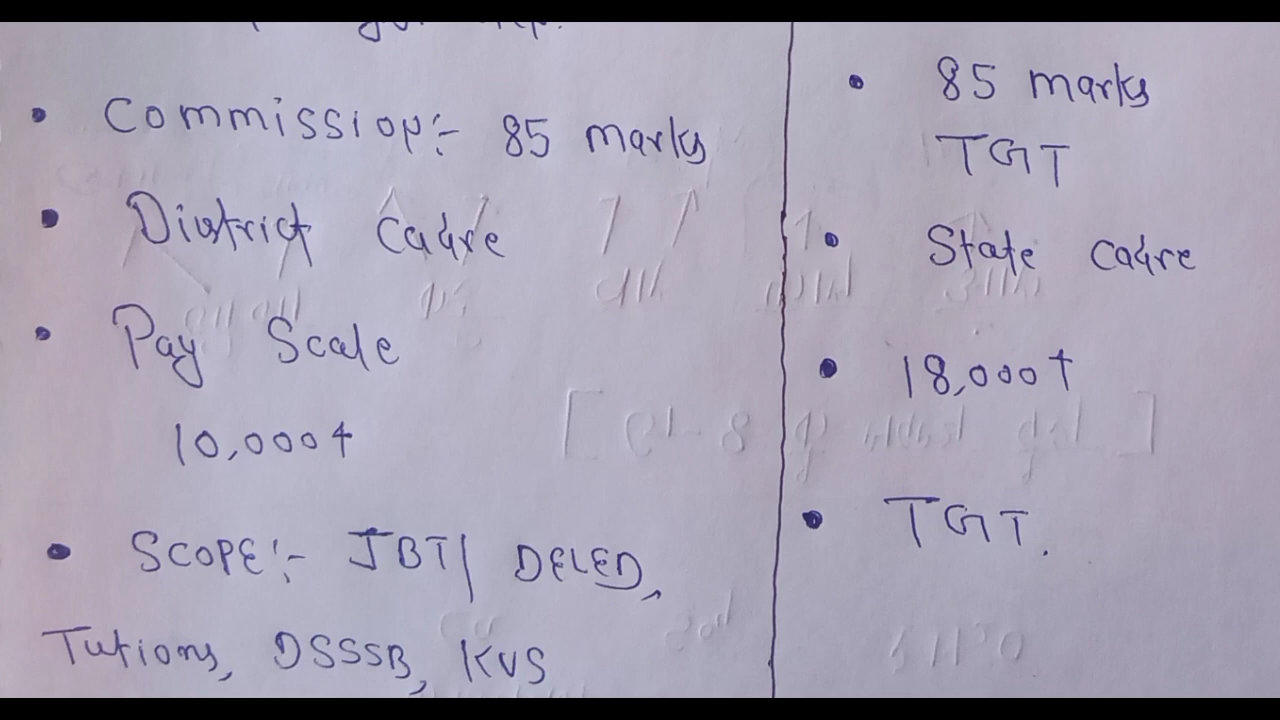 • Commission:- 85 marks
• District Cadre
• Pay Scale
10,000+
• SCOPE:- JBT/ DELED,
Tutions, DSSSB, KVS
• 85 marks
TGT
• State Cadre
• 18,000+
• TGT.